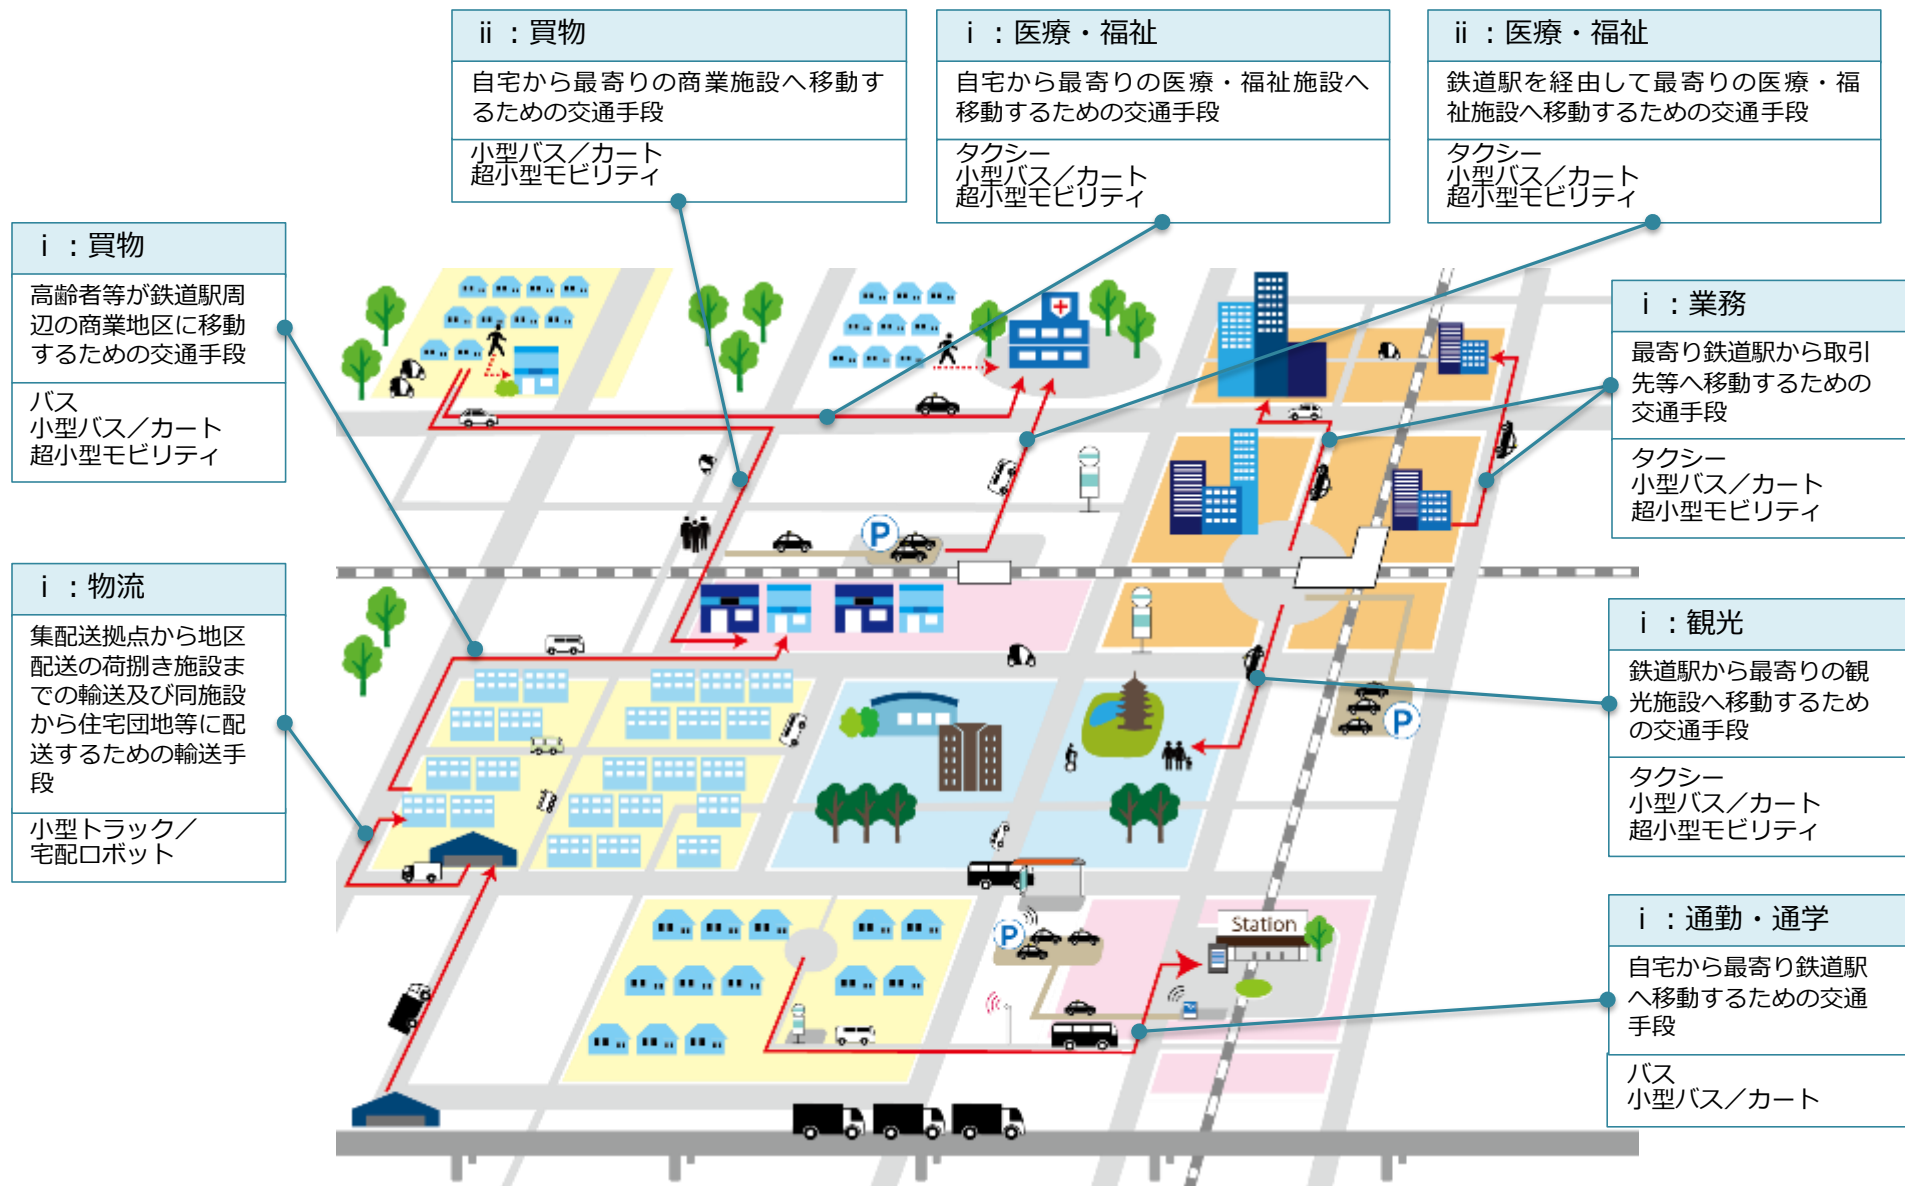 ii：買物
自宅から最寄りの商業施設へ移動す
るための交通手段
小型バス／カート
超小型モビリティ
i：医療・福祉
自宅から最寄りの医療・福祉施設へ
移動するための交通手段
タクシー
小型バス／カート
超小型モビリティ
ii：医療・福祉
鉄道駅を経由して最寄りの医療・福
祉施設へ移動するための交通手段
タクシー
小型バス／カート
超小型モビリティ
i：買物
高齢者等が鉄道駅周
辺の商業地区に移動
するための交通手段
バス
小型バス／カート
超小型モビリティ
i：業務
最寄り鉄道駅から取引
先等へ移動するための
交通手段
タクシー
小型バス／カート
超小型モビリティ
i：物流
集配送拠点から地区
配送の荷捌き施設ま
での輸送及び同施設
から住宅団地等に配
送するための輸送手
段
小型トラック／
宅配ロボット
i：観光
鉄道駅から最寄りの観
光施設へ移動するため
の交通手段
タクシー
小型バス／カート
超小型モビリティ
i：通勤・通学
自宅から最寄り鉄道駅
へ移動するための交通
手段
バス
小型バス／カート
P
P
P
Station